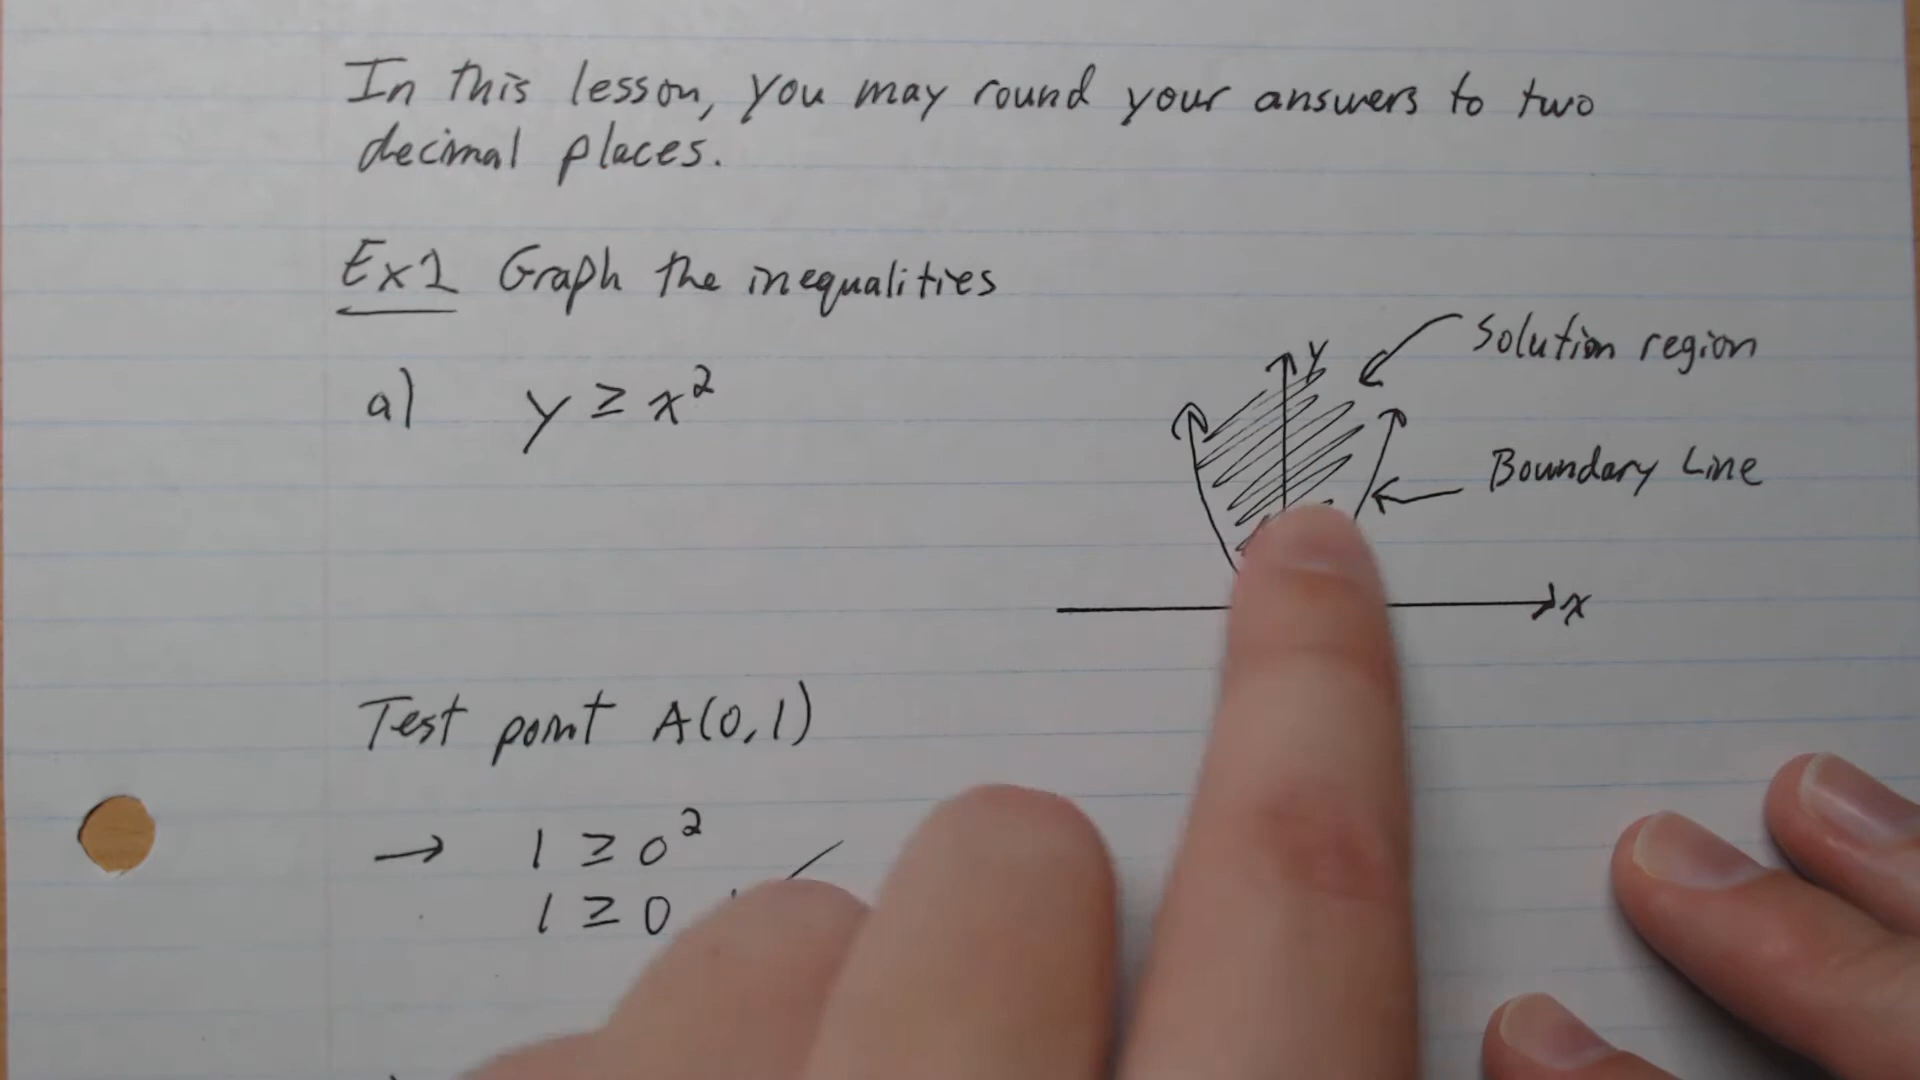 In this lesson, you may round your answers to two
decimal places.
Ex1 Graph the inequalities
a) y ≥ x²
y
Solution region
Boundary Line
x
Test point A(0,1)
→ 1 ≥ 0²
1 ≥ 0